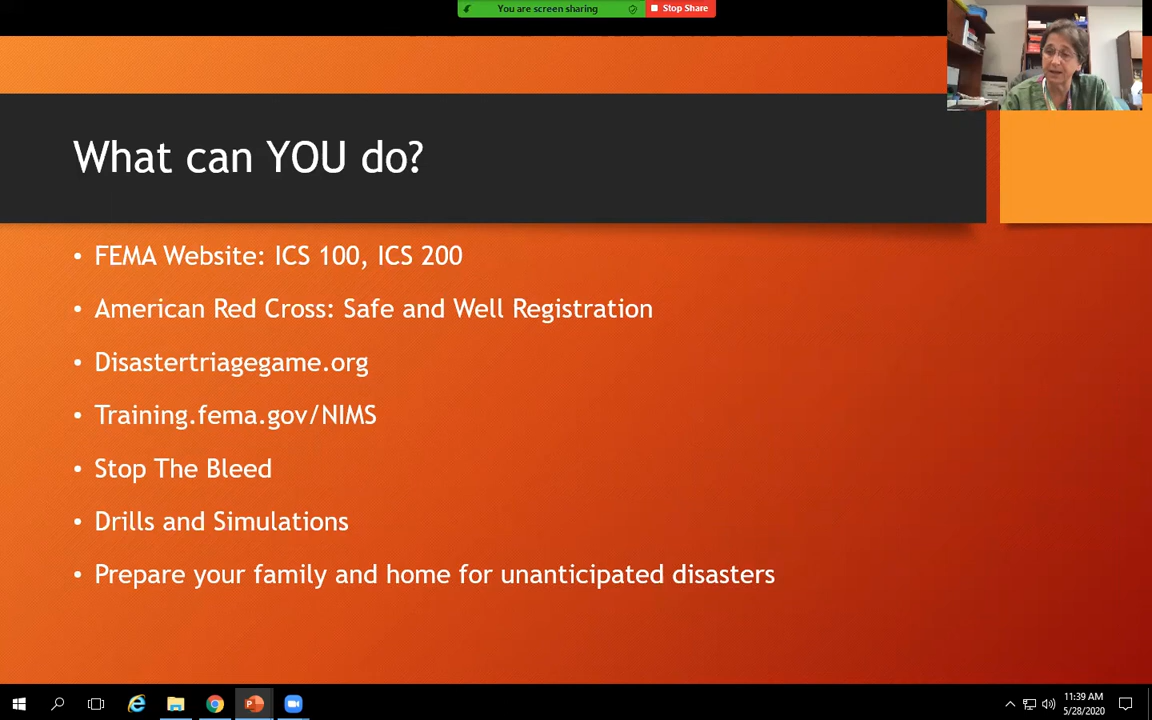 You are screen sharing
Stop Share
What can YOU do?
• FEMA Website: ICS 100, ICS 200
• American Red Cross: Safe and Well Registration
• Disastertriagegame.org
• Training.fema.gov/NIMS
• Stop The Bleed
• Drills and Simulations
• Prepare your family and home for unanticipated disasters
11:39 AM
5/28/2020